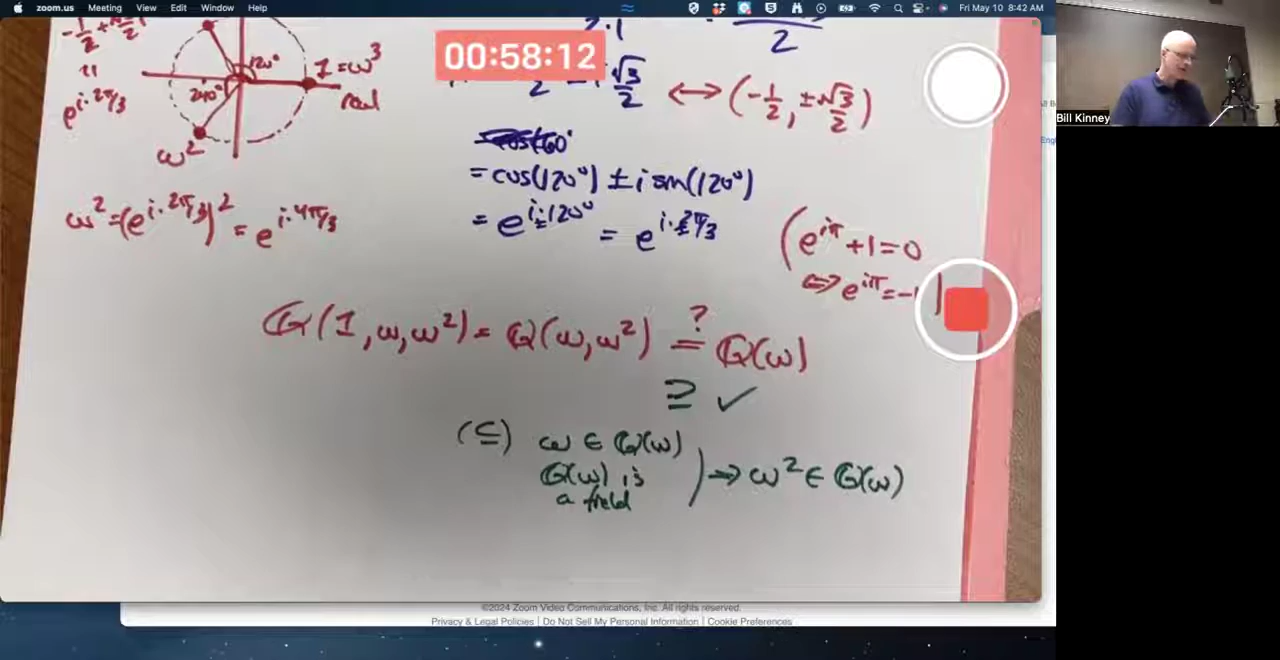 zoom.us Meeting View Edit Window Help
Fri May 10 8:42 AM
00:58:12
Bill Kinney
-1/2 + i√3/2
"
e^{i·2π/3}
120°
240°
1=ω³
real
ω²
2·1
2
2 i √3/2 ↔ (-1/2, ±√3/2)
= cos(120°) ± i sin(120°)
= e^{i·±120°} = e^{i·±2π/3}
ω² = (e^{i·2π/3})² = e^{i·4π/3}
(e^{iπ} + 1 = 0
⇔ e^{iπ} = -1)
ℚ(1, ω, ω²) = ℚ(ω, ω²) =? ℚ(ω)
⊇ ✓
(⊆) ω ∈ ℚ(ω)
ℚ(ω) is
a field
) → ω² ∈ ℚ(ω)
©2024 Zoom Video Communications, Inc. All rights reserved.
Privacy & Legal Policies | Do Not Sell My Personal Information | Cookie Preferences